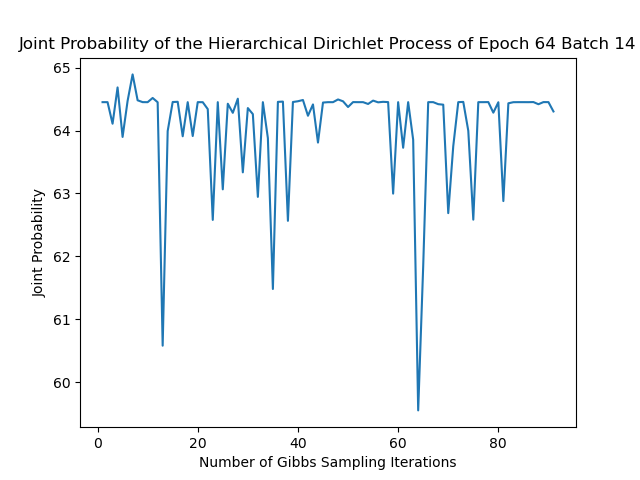 Joint Probability of the Hierarchical Dirichlet Process of Epoch 64 Batch 14
65
64
63
62
61
60
Joint Probability
0 20 40 60 80
Number of Gibbs Sampling Iterations